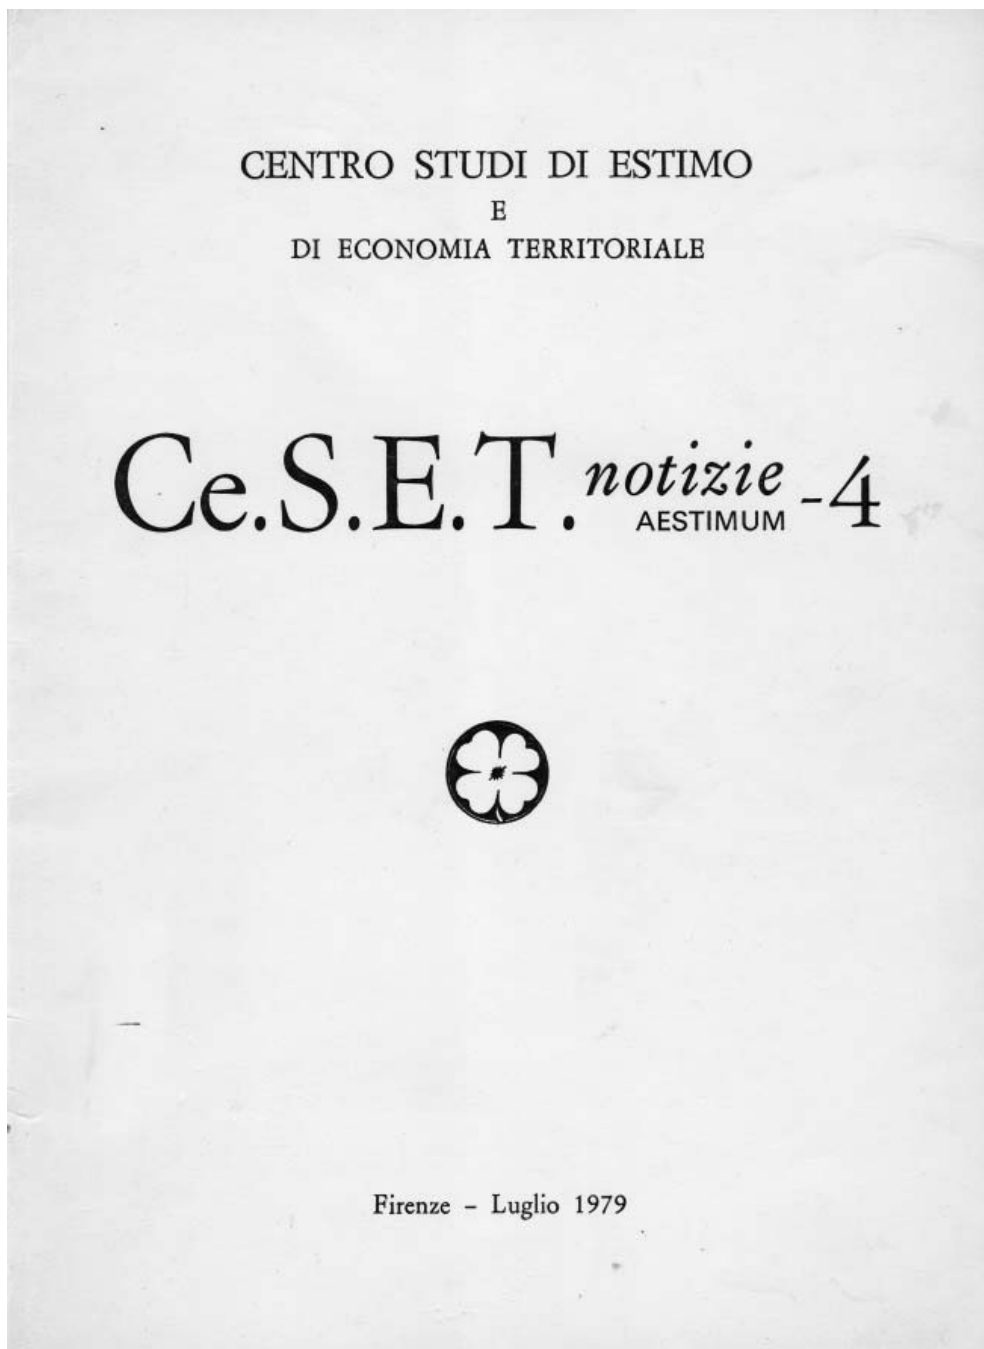 CENTRO STUDI DI ESTIMO
E
DI ECONOMIA TERRITORIALE
Ce.S.E.T. notizie -4
AESTIMUM
Firenze – Luglio 1979